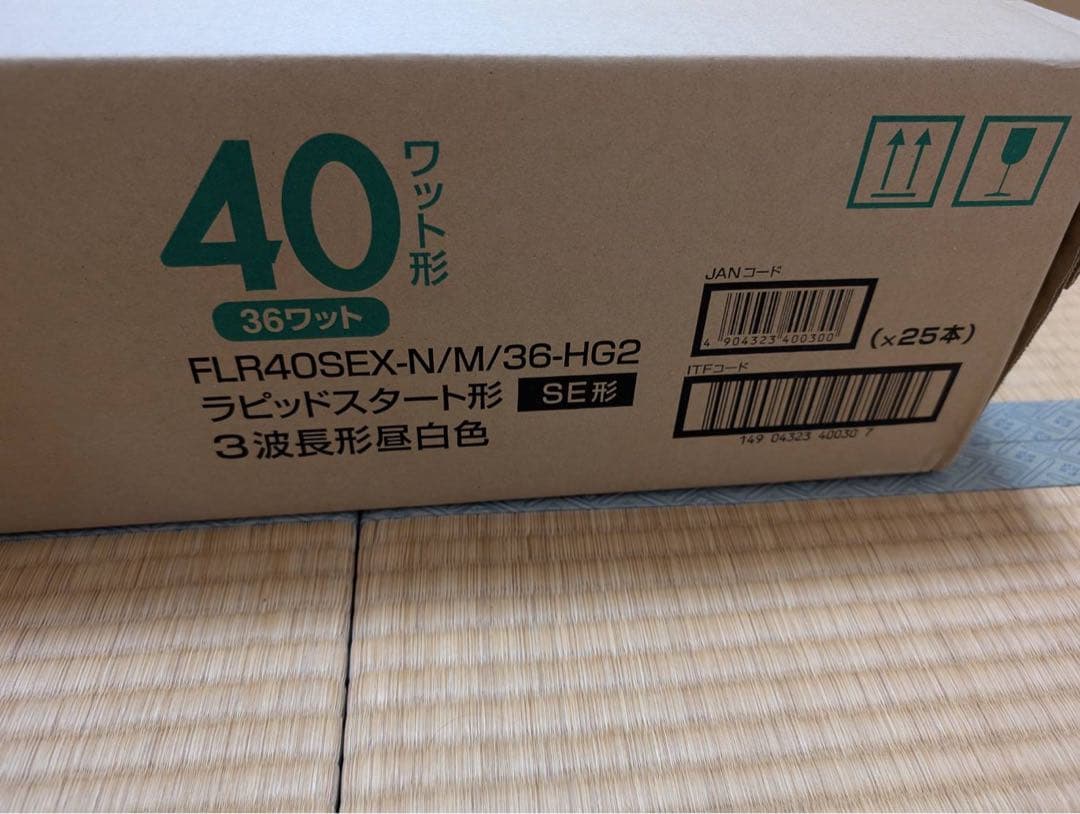 40
ワット形
36ワット
FLR40SEX-N/M/36-HG2
ラピッドスタート形 SE形
3波長形昼白色
JANコード
4 904323 400300
(×25本)
ITFコード
149 04323 40030 7